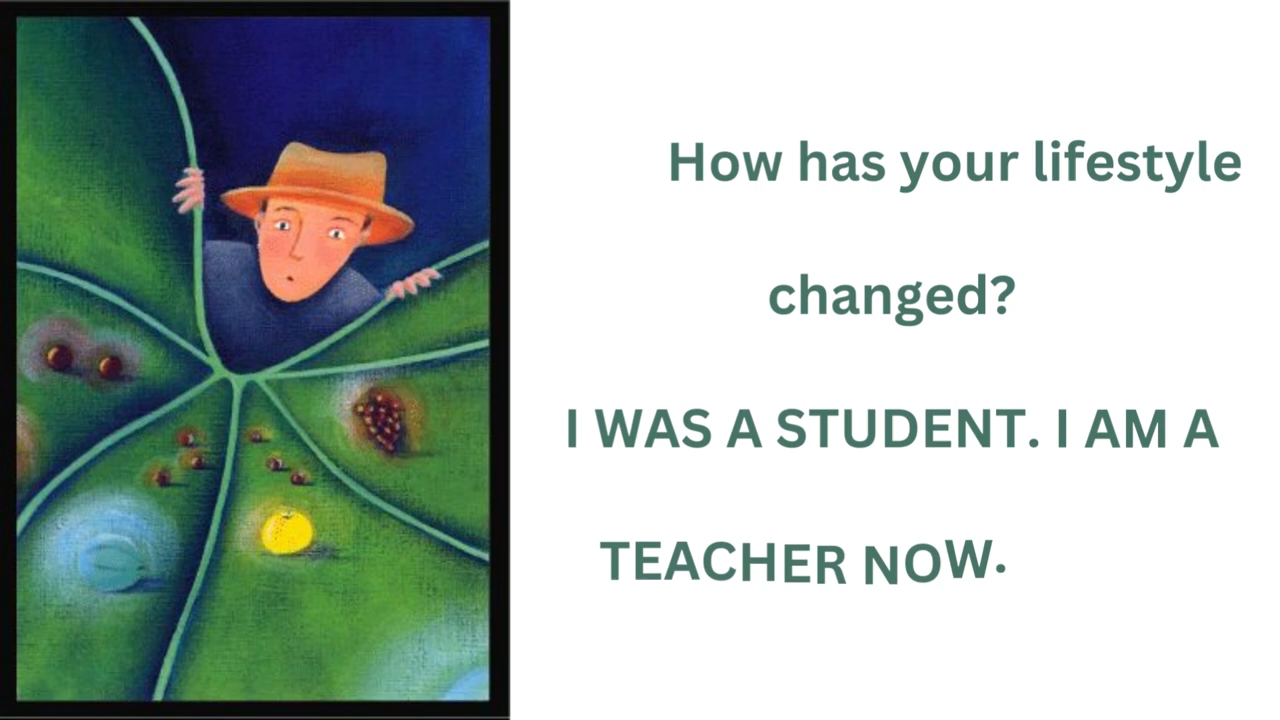 How has your lifestyle
changed?
I WAS A STUDENT. I AM A
TEACHER NOW.